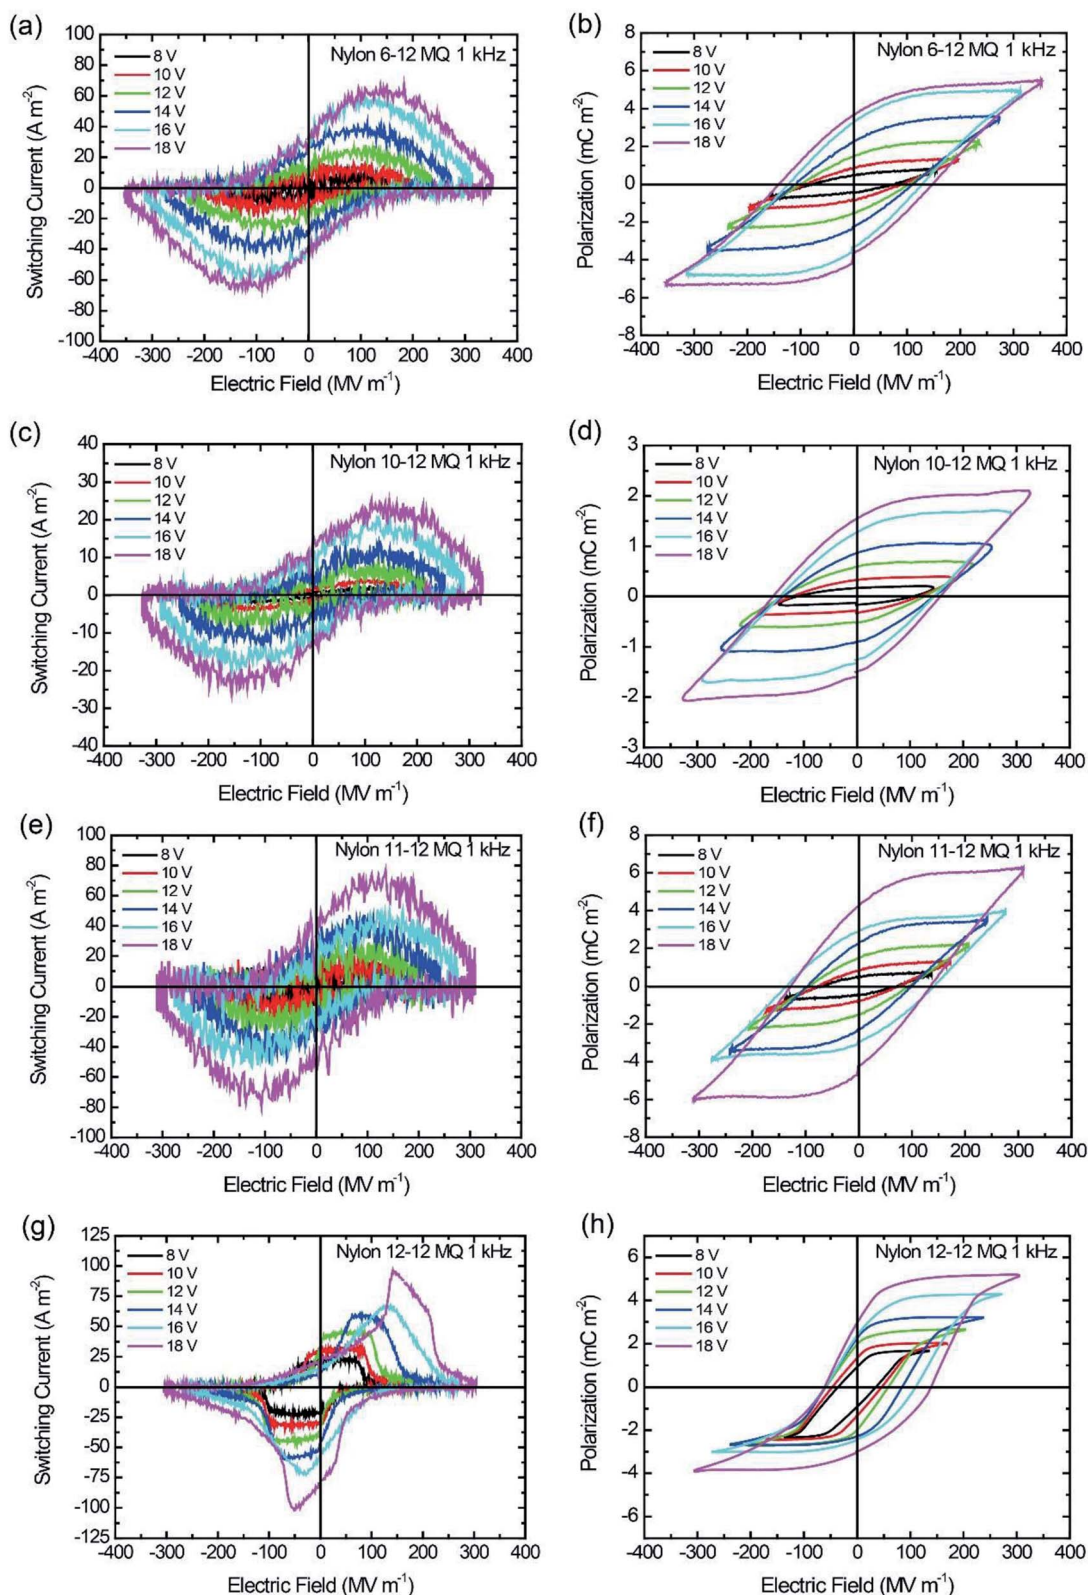 (a)
Nylon 6-12 MQ 1 kHz
8 V
10 V
12 V
14 V
16 V
18 V
Switching Current (A m⁻²)
100
80
60
40
20
0
-20
-40
-60
-80
-100
-400 -300 -200 -100 0 100 200 300 400
Electric Field (MV m⁻¹)
(b)
Nylon 6-12 MQ 1 kHz
8 V
10 V
12 V
14 V
16 V
18 V
Polarization (mC m⁻²)
8
6
4
2
0
-2
-4
-6
-8
-400 -300 -200 -100 0 100 200 300 400
Electric Field (MV m⁻¹)
(c)
Nylon 10-12 MQ 1 kHz
8 V
10 V
12 V
14 V
16 V
18 V
Switching Current (A m⁻²)
40
30
20
10
0
-10
-20
-30
-40
-400 -300 -200 -100 0 100 200 300 400
Electric Field (MV m⁻¹)
(d)
Nylon 10-12 MQ 1 kHz
8 V
10 V
12 V
14 V
16 V
18 V
Polarization (mC m⁻²)
3
2
1
0
-1
-2
-3
-400 -300 -200 -100 0 100 200 300 400
Electric Field (MV m⁻¹)
(e)
Nylon 11-12 MQ 1 kHz
8 V
10 V
12 V
14 V
16 V
18 V
Switching Current (A m⁻²)
100
80
60
40
20
0
-20
-40
-60
-80
-100
-400 -300 -200 -100 0 100 200 300 400
Electric Field (MV m⁻¹)
(f)
Nylon 11-12 MQ 1 kHz
8 V
10 V
12 V
14 V
16 V
18 V
Polarization (mC m⁻²)
8
6
4
2
0
-2
-4
-6
-8
-400 -300 -200 -100 0 100 200 300 400
Electric Field (MV m⁻¹)
(g)
Nylon 12-12 MQ 1 kHz
8 V
10 V
12 V
14 V
16 V
18 V
Switching Current (A m⁻²)
125
100
75
50
25
0
-25
-50
-75
-100
-125
-400 -300 -200 -100 0 100 200 300 400
Electric Field (MV m⁻¹)
(h)
Nylon 12-12 MQ 1 kHz
8 V
10 V
12 V
14 V
16 V
18 V
Polarization (mC m⁻²)
6
4
2
0
-2
-4
-6
-400 -300 -200 -100 0 100 200 300 400
Electric Field (MV m⁻¹)